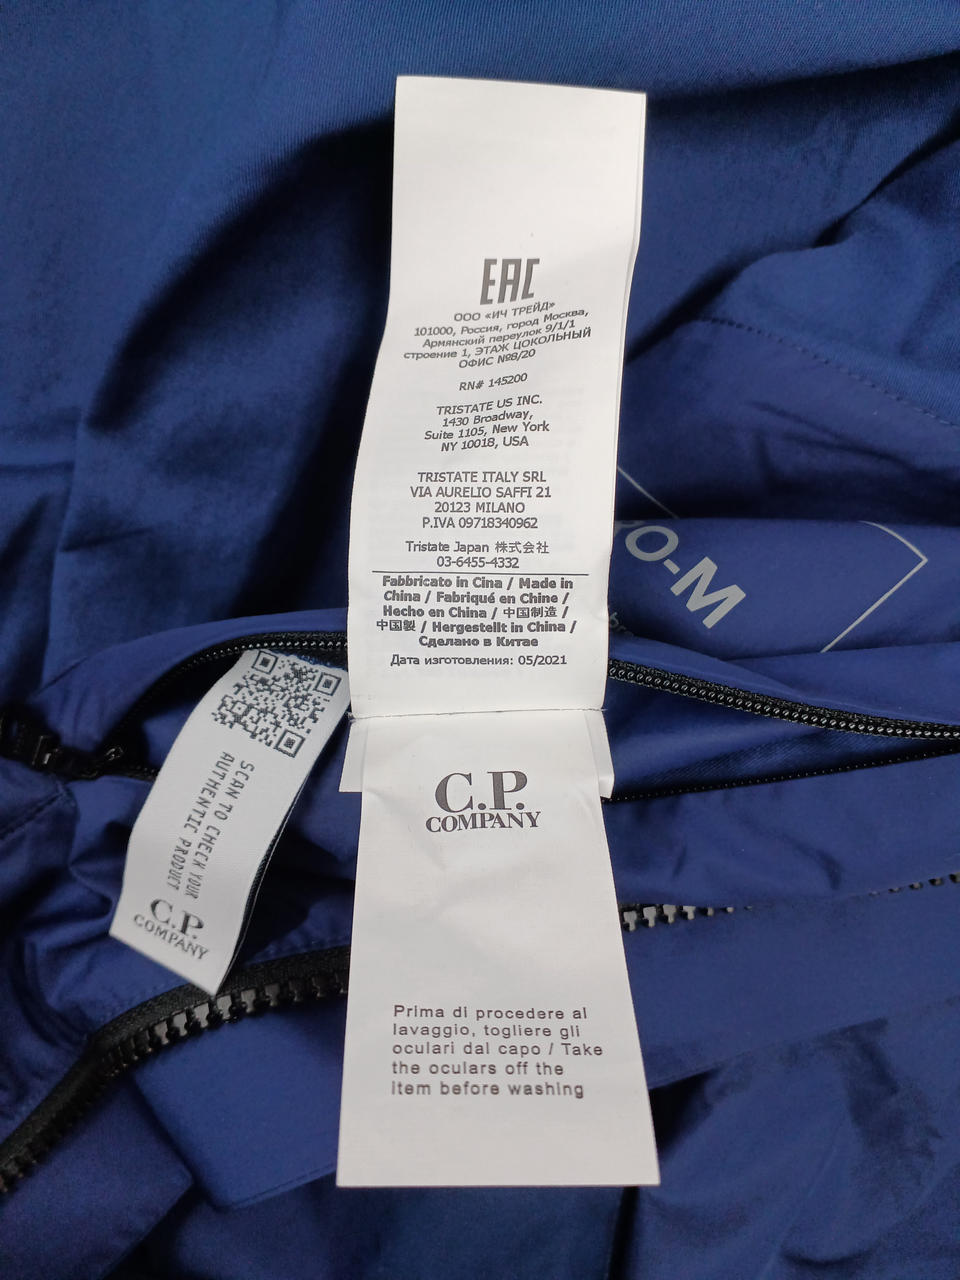 EAC
ООО «ИЧ ТРЕЙД»
101000, Россия, город Москва,
Армянский переулок 9/1/1
строение 1, ЭТАЖ ЦОКОЛЬНЫЙ
ОФИС №8/20
RN# 145200
TRISTATE US INC.
1430 Broadway,
Suite 1105, New York
NY 10018, USA
TRISTATE ITALY SRL
VIA AURELIO SAFFI 21
20123 MILANO
P.IVA 09718340962
Tristate Japan 株式会社
03-6455-4332
Fabbricato in Cina / Made in
China / Fabriqué en Chine /
Hecho en China / 中国制造 /
中国製 / Hergestellt in China /
Сделано в Китае
Дата изготовления: 05/2021
C.P.
COMPANY
Prima di procedere al
lavaggio, togliere gli
oculari dal capo / Take
the oculars off the
item before washing
SCAN TO CHECK YOUR
AUTHENTIC PRODUCT
C.P.
COMPANY
O-M